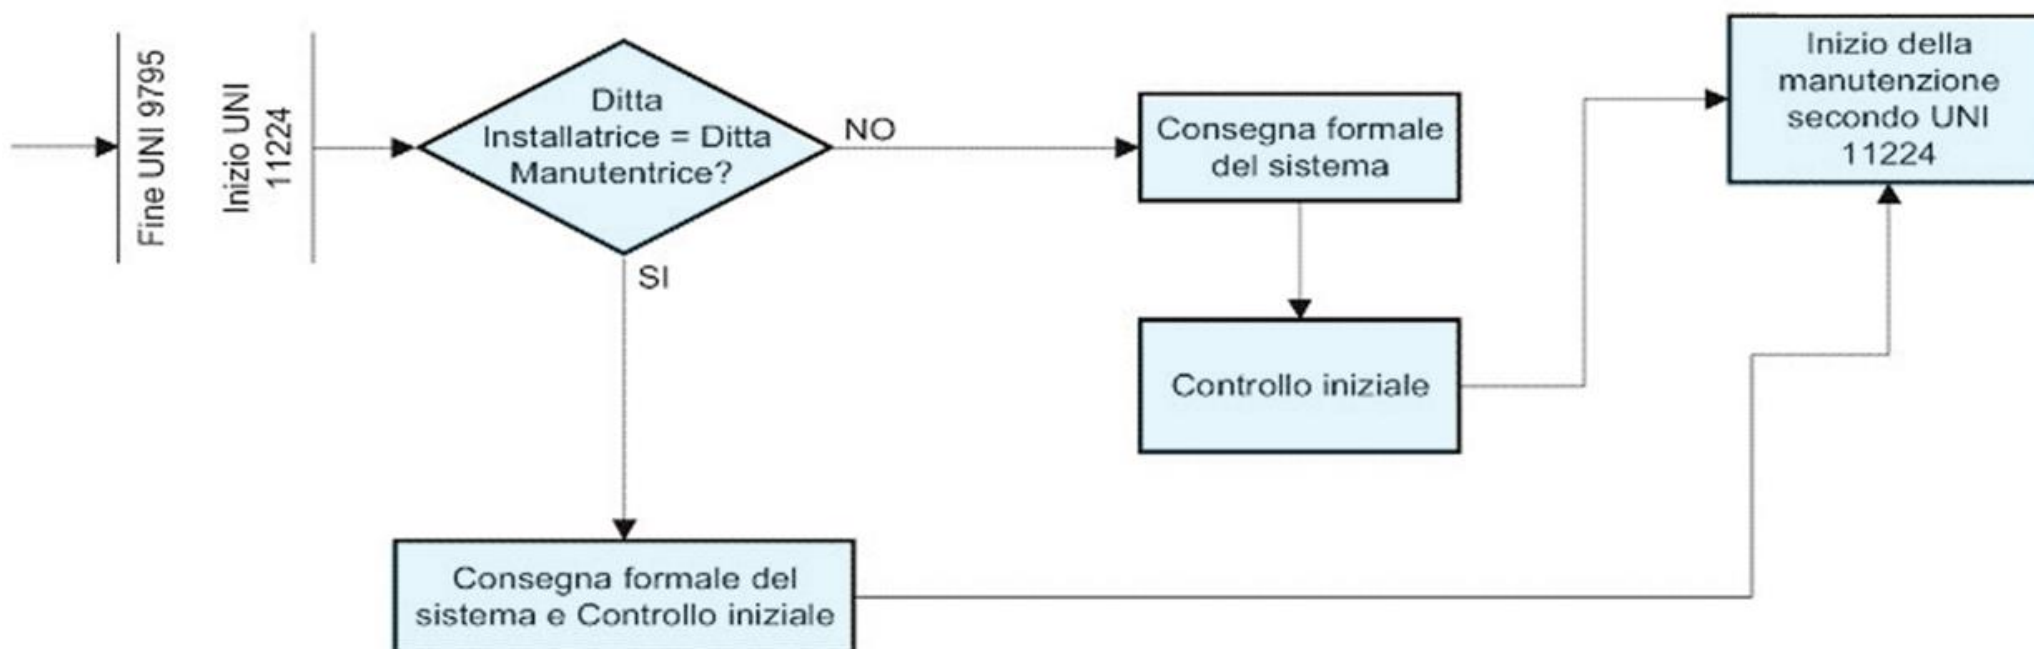 Fine UNI 9795
Inizio UNI
11224
Ditta
Installatrice = Ditta
Manutentrice?
NO
SI
Consegna formale
del sistema
Controllo iniziale
Inizio della
manutenzione
secondo UNI
11224
Consegna formale del
sistema e Controllo iniziale